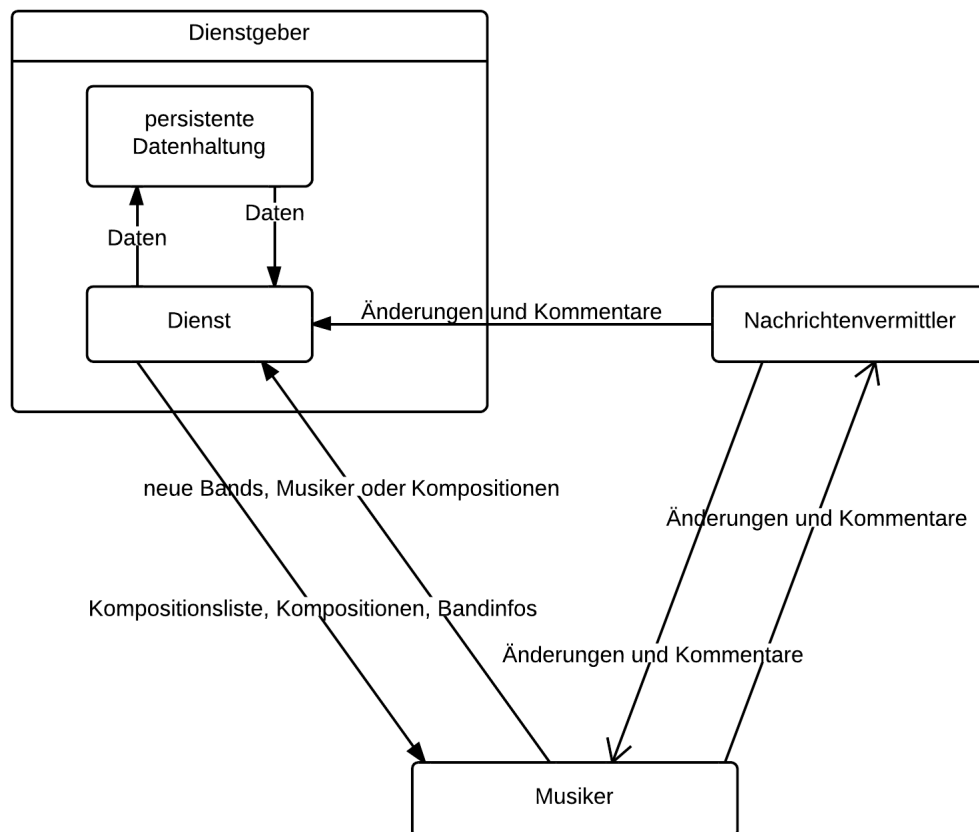 Dienstgeber
persistente
Datenhaltung
Daten
Daten
Dienst
Änderungen und Kommentare
Nachrichtenvermittler
neue Bands, Musiker oder Kompositionen
Änderungen und Kommentare
Kompositionsliste, Kompositionen, Bandinfos
Änderungen und Kommentare
Musiker